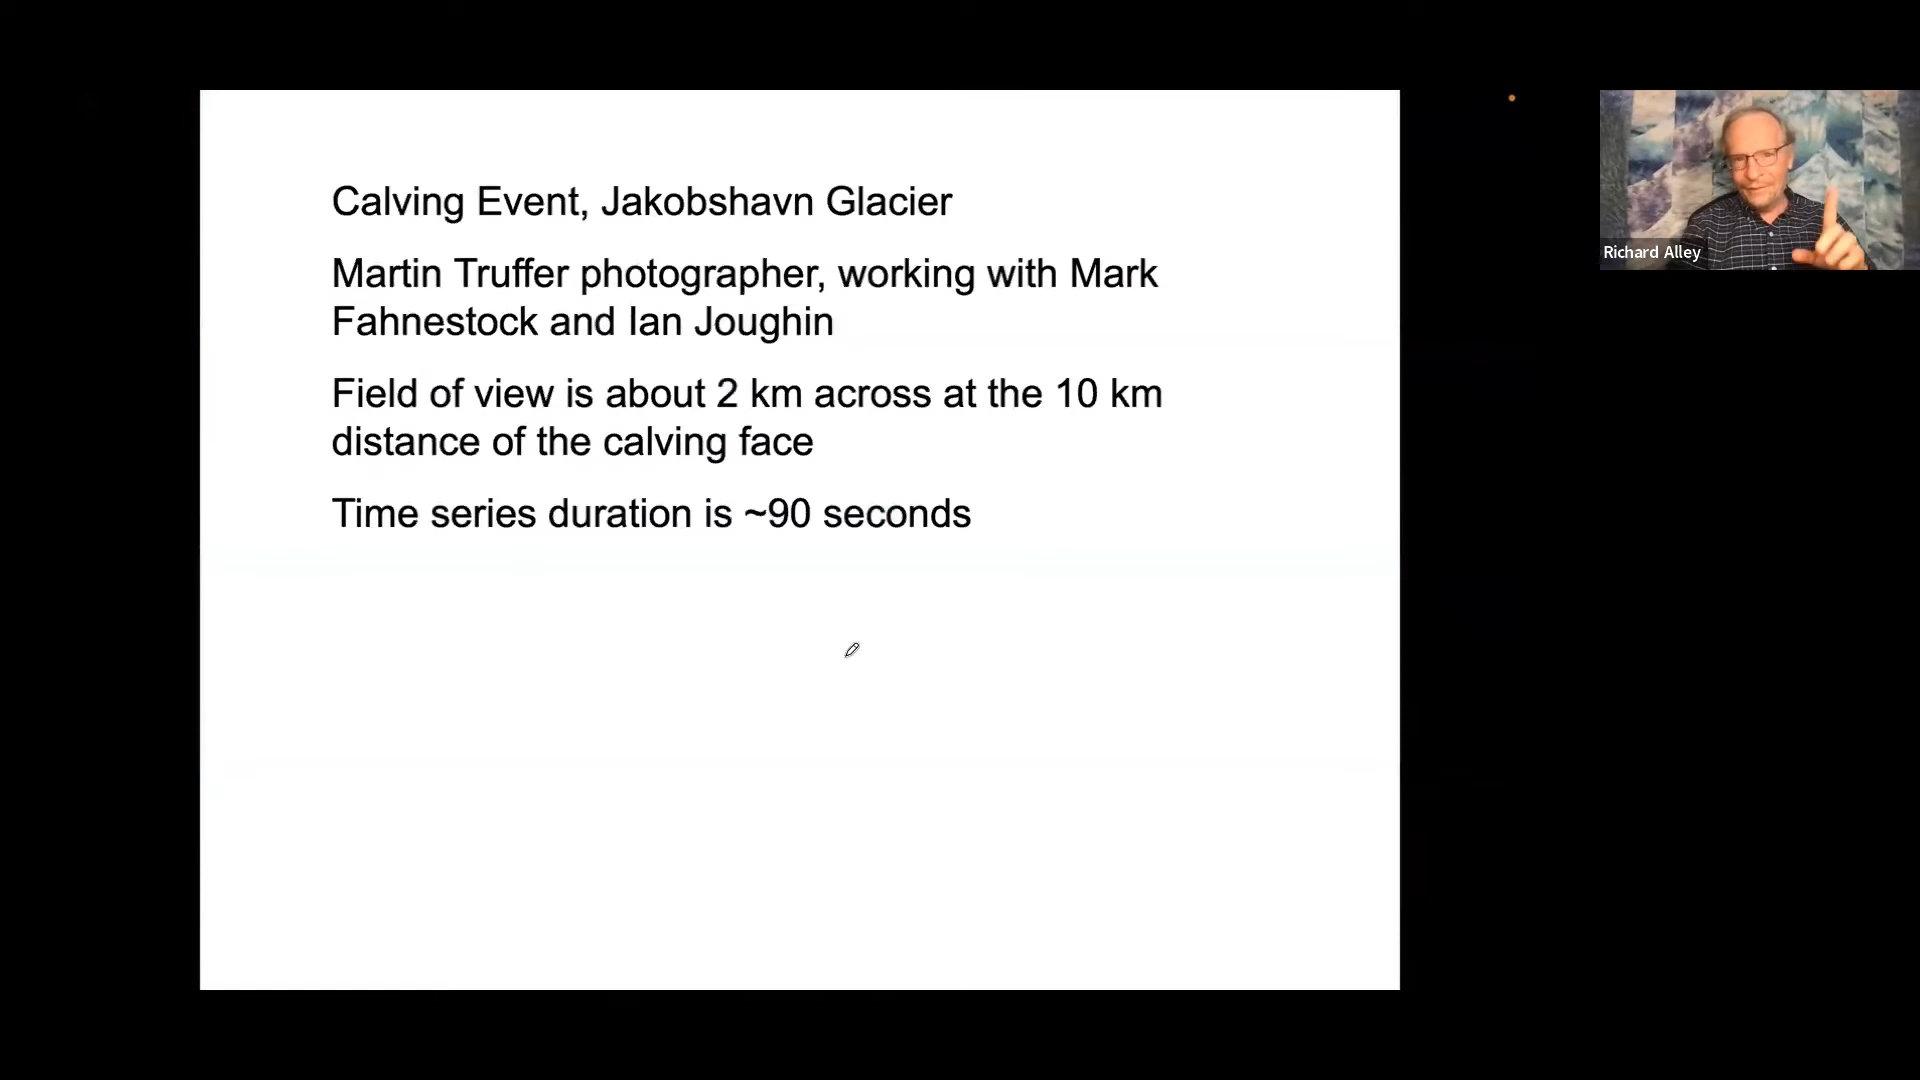 Calving Event, Jakobshavn Glacier
Martin Truffer photographer, working with Mark
Fahnestock and Ian Joughin
Field of view is about 2 km across at the 10 km
distance of the calving face
Time series duration is ~90 seconds
Richard Alley